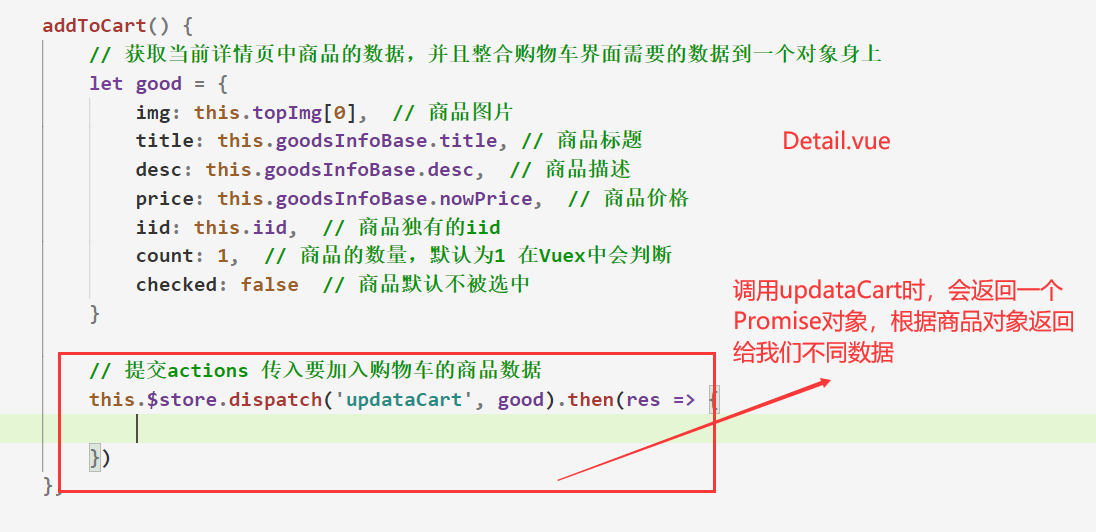 addToCart() {
// 获取当前详情页中商品的数据，并且整合购物车界面需要的数据到一个对象身上
let good = {
img: this.topImg[0],  // 商品图片
title: this.goodsInfoBase.title, // 商品标题
Detail.vue
desc: this.goodsInfoBase.desc,  // 商品描述
price: this.goodsInfoBase.nowPrice,  // 商品价格
iid: this.iid,  // 商品独有的iid
count: 1,  // 商品的数量，默认为1 在Vuex中会判断
checked: false  // 商品默认不被选中
}
调用updataCart时，会返回一个
Promise对象，根据商品对象返回
给我们不同数据
// 提交actions 传入要加入购物车的商品数据
this.$store.dispatch('updataCart', good).then(res => {
})
},